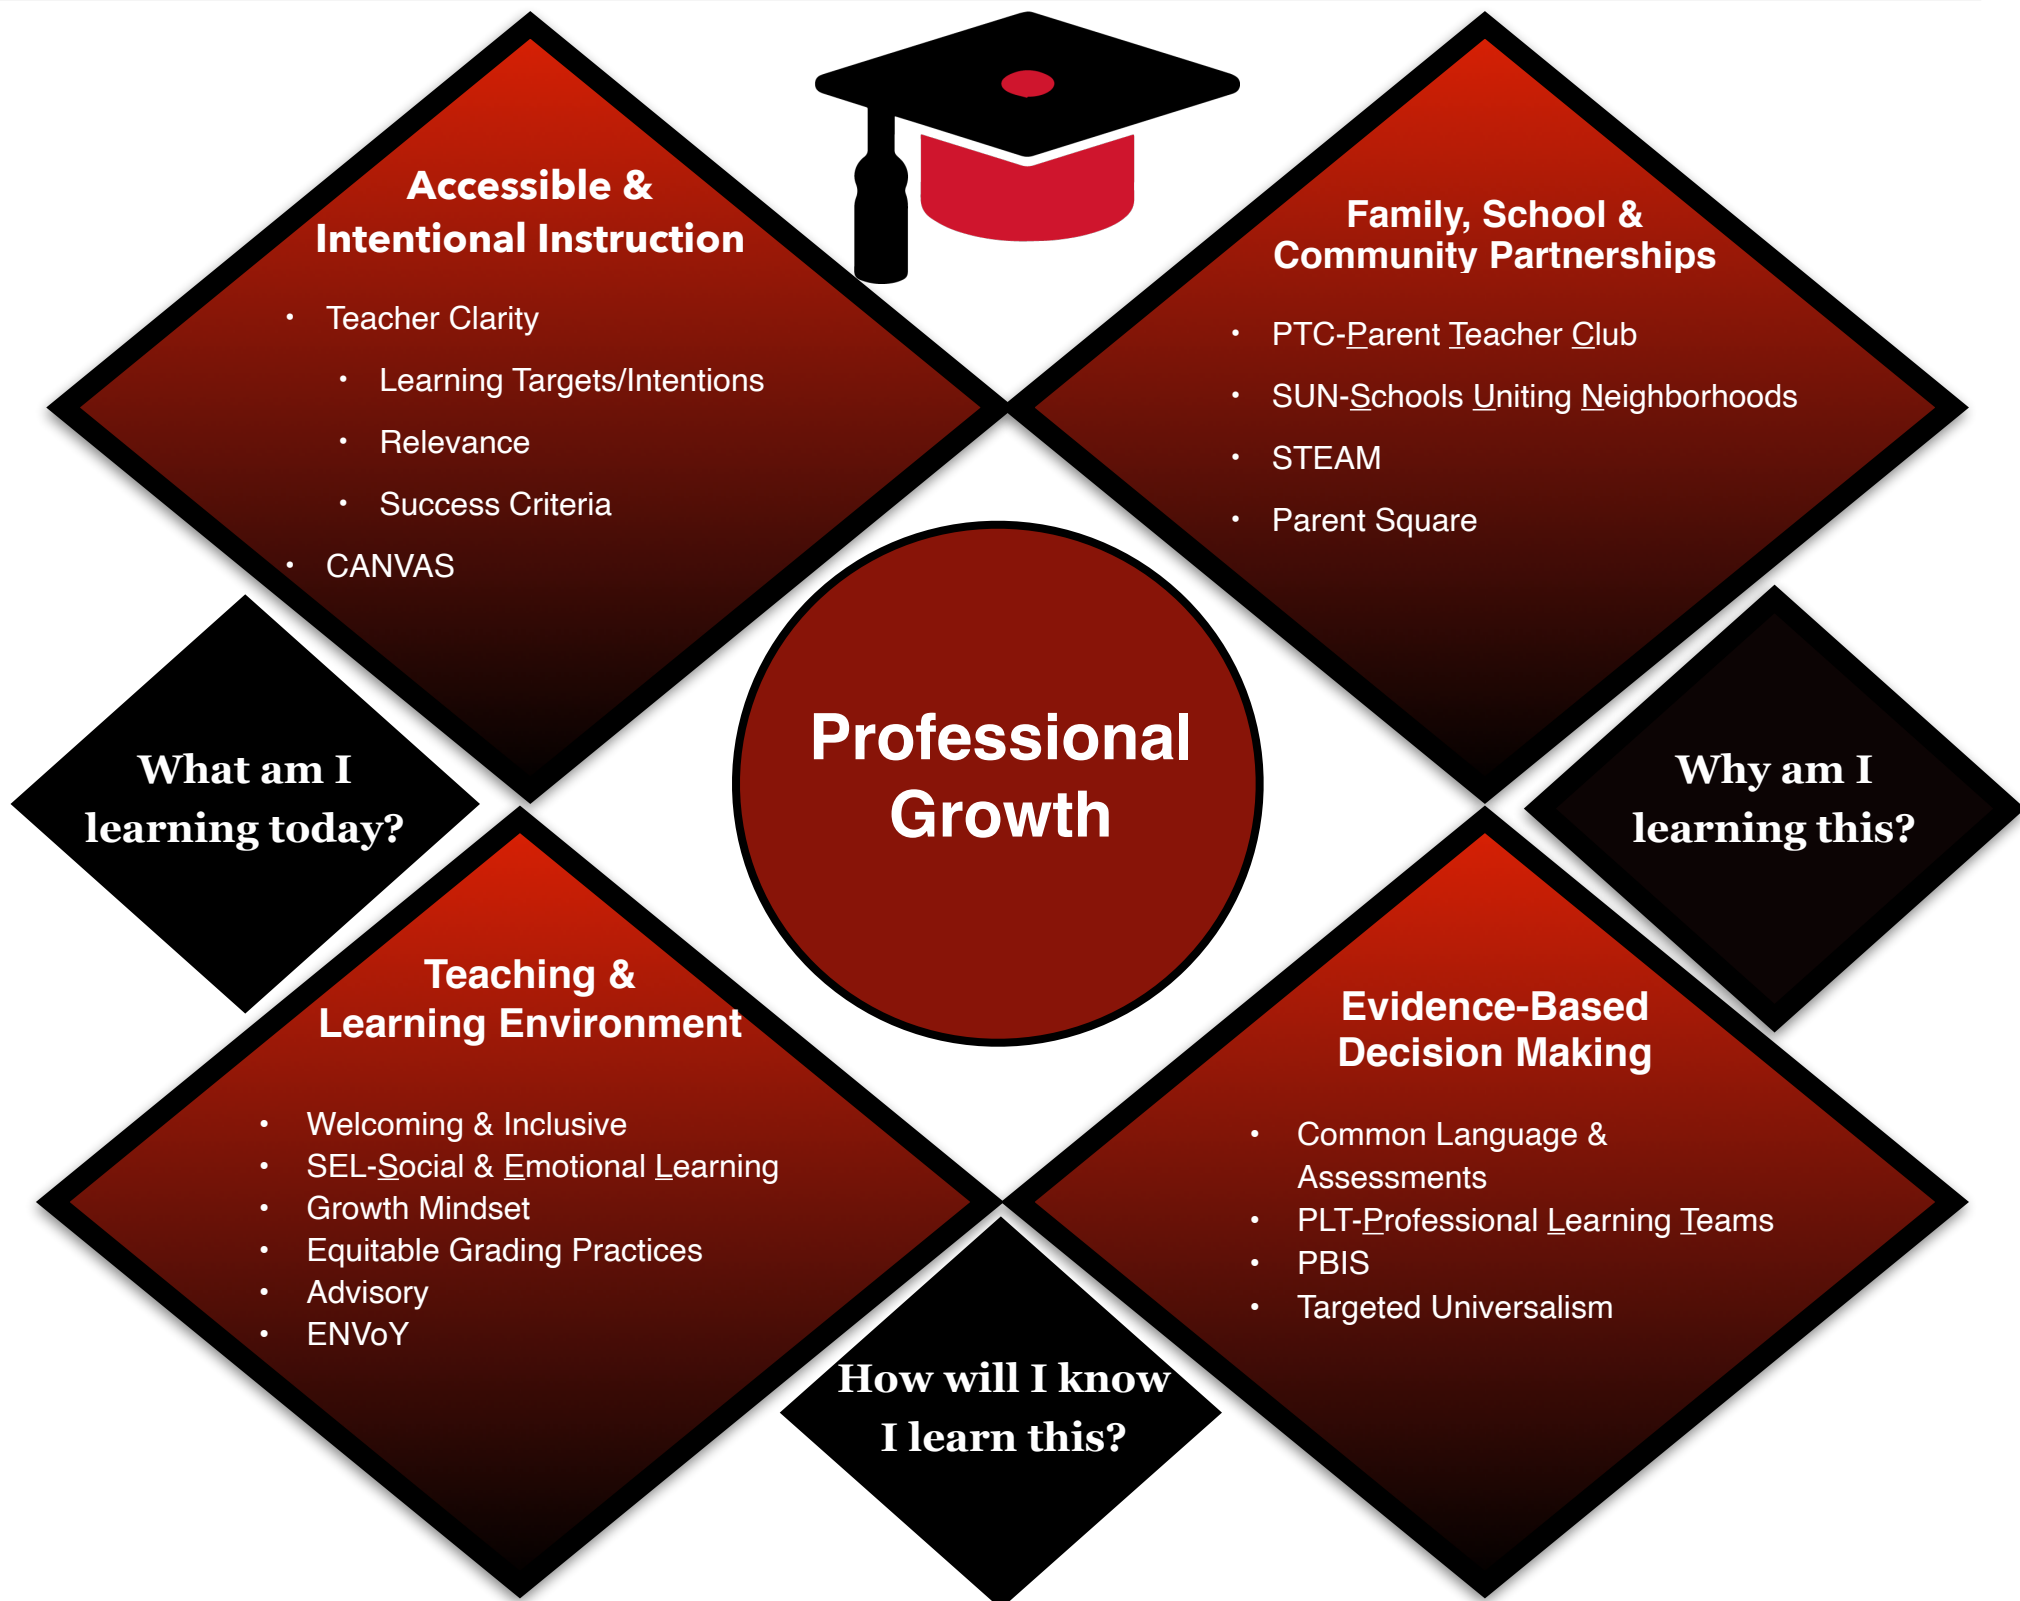 Accessible &
Intentional Instruction
• Teacher Clarity
• Learning Targets/Intentions
• Relevance
• Success Criteria
• CANVAS
Family, School &
Community Partnerships
• PTC-Parent Teacher Club
• SUN-Schools Uniting Neighborhoods
• STEAM
• Parent Square
What am I
learning today?
Professional
Growth
Why am I
learning this?
Teaching &
Learning Environment
• Welcoming & Inclusive
• SEL-Social & Emotional Learning
• Growth Mindset
• Equitable Grading Practices
• Advisory
• ENVoY
Evidence-Based
Decision Making
• Common Language &
Assessments
• PLT-Professional Learning Teams
• PBIS
• Targeted Universalism
How will I know
I learn this?